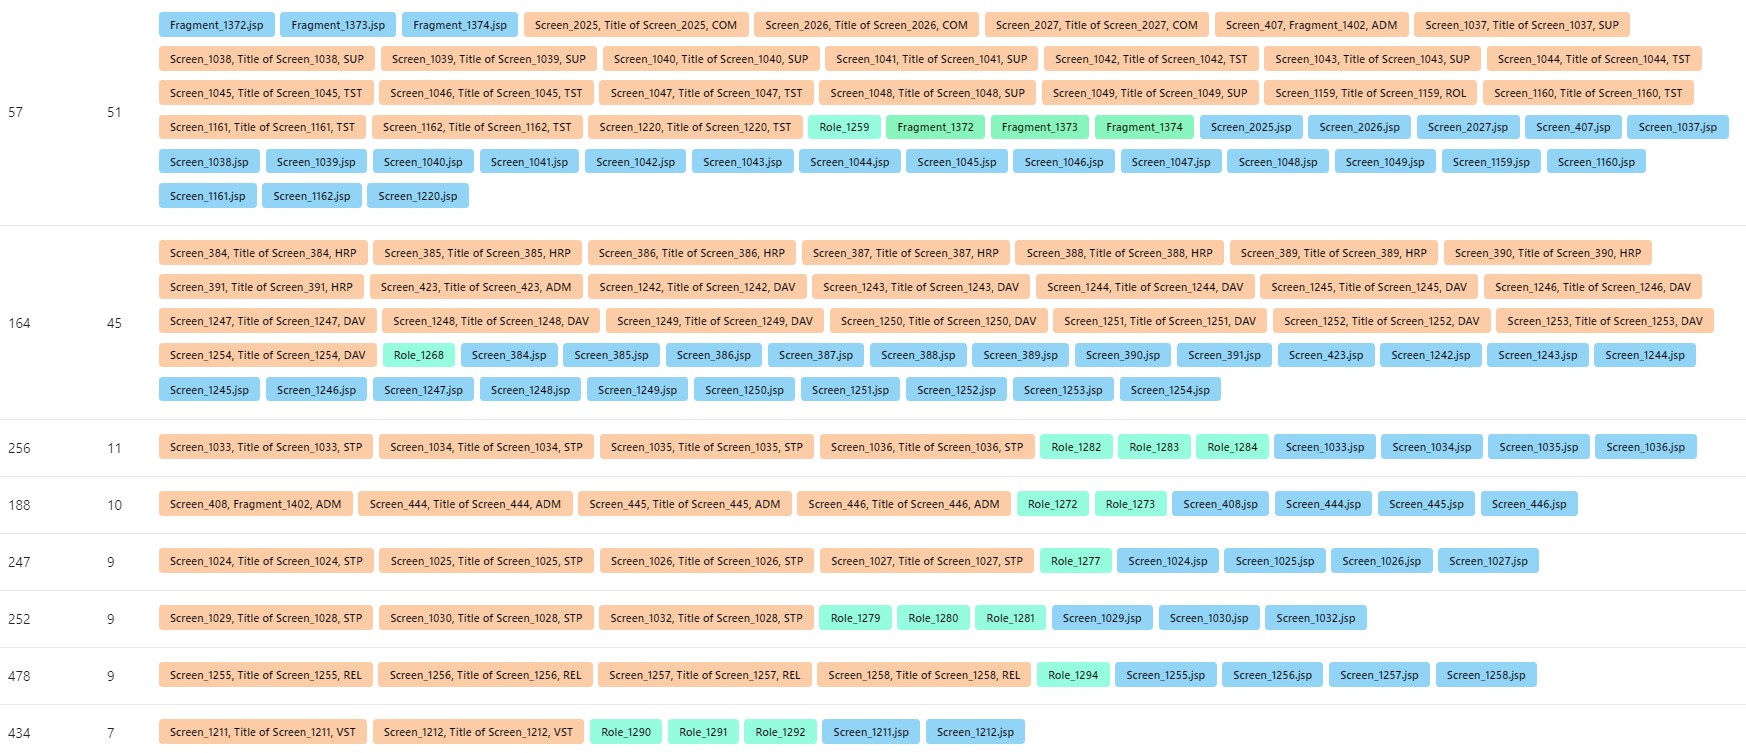 Fragment_1372.jsp Fragment_1373.jsp Fragment_1374.jsp Screen_2025, Title of Screen_2025, COM Screen_2026, Title of Screen_2026, COM Screen_2027, Title of Screen_2027, COM Screen_407, Fragment_1402, ADM Screen_1037, Title of Screen_1037, SUP
Screen_1038, Title of Screen_1038, SUP Screen_1039, Title of Screen_1039, SUP Screen_1040, Title of Screen_1040, SUP Screen_1041, Title of Screen_1041, SUP Screen_1042, Title of Screen_1042, TST Screen_1043, Title of Screen_1043, SUP Screen_1044, Title of Screen_1044, TST
Screen_1045, Title of Screen_1045, TST Screen_1046, Title of Screen_1045, TST Screen_1047, Title of Screen_1047, TST Screen_1048, Title of Screen_1048, SUP Screen_1049, Title of Screen_1049, SUP Screen_1159, Title of Screen_1159, ROL Screen_1160, Title of Screen_1160, TST
57 51
Screen_1161, Title of Screen_1161, TST Screen_1162, Title of Screen_1162, TST Screen_1220, Title of Screen_1220, TST Role_1259 Fragment_1372 Fragment_1373 Fragment_1374 Screen_2025.jsp Screen_2026.jsp Screen_2027.jsp Screen_407.jsp Screen_1037.jsp
Screen_1038.jsp Screen_1039.jsp Screen_1040.jsp Screen_1041.jsp Screen_1042.jsp Screen_1043.jsp Screen_1044.jsp Screen_1045.jsp Screen_1046.jsp Screen_1047.jsp Screen_1048.jsp Screen_1049.jsp Screen_1159.jsp Screen_1160.jsp
Screen_1161.jsp Screen_1162.jsp Screen_1220.jsp
Screen_384, Title of Screen_384, HRP Screen_385, Title of Screen_385, HRP Screen_386, Title of Screen_386, HRP Screen_387, Title of Screen_387, HRP Screen_388, Title of Screen_388, HRP Screen_389, Title of Screen_389, HRP Screen_390, Title of Screen_390, HRP
Screen_391, Title of Screen_391, HRP Screen_423, Title of Screen_423, ADM Screen_1242, Title of Screen_1242, DAV Screen_1243, Title of Screen_1243, DAV Screen_1244, Title of Screen_1244, DAV Screen_1245, Title of Screen_1245, DAV Screen_1246, Title of Screen_1246, DAV
164 45 Screen_1247, Title of Screen_1247, DAV Screen_1248, Title of Screen_1248, DAV Screen_1249, Title of Screen_1249, DAV Screen_1250, Title of Screen_1250, DAV Screen_1251, Title of Screen_1251, DAV Screen_1252, Title of Screen_1252, DAV Screen_1253, Title of Screen_1253, DAV
Screen_1254, Title of Screen_1254, DAV Role_1268 Screen_384.jsp Screen_385.jsp Screen_386.jsp Screen_387.jsp Screen_388.jsp Screen_389.jsp Screen_390.jsp Screen_391.jsp Screen_423.jsp Screen_1242.jsp Screen_1243.jsp Screen_1244.jsp
Screen_1245.jsp Screen_1246.jsp Screen_1247.jsp Screen_1248.jsp Screen_1249.jsp Screen_1250.jsp Screen_1251.jsp Screen_1252.jsp Screen_1253.jsp Screen_1254.jsp
256 11 Screen_1033, Title of Screen_1033, STP Screen_1034, Title of Screen_1034, STP Screen_1035, Title of Screen_1035, STP Screen_1036, Title of Screen_1036, STP Role_1282 Role_1283 Role_1284 Screen_1033.jsp Screen_1034.jsp Screen_1035.jsp Screen_1036.jsp
188 10 Screen_408, Fragment_1402, ADM Screen_444, Title of Screen_444, ADM Screen_445, Title of Screen_445, ADM Screen_446, Title of Screen_446, ADM Role_1272 Role_1273 Screen_408.jsp Screen_444.jsp Screen_445.jsp Screen_446.jsp
247 9 Screen_1024, Title of Screen_1024, STP Screen_1025, Title of Screen_1025, STP Screen_1026, Title of Screen_1026, STP Screen_1027, Title of Screen_1027, STP Role_1277 Screen_1024.jsp Screen_1025.jsp Screen_1026.jsp Screen_1027.jsp
252 9 Screen_1029, Title of Screen_1028, STP Screen_1030, Title of Screen_1028, STP Screen_1032, Title of Screen_1028, STP Role_1279 Role_1280 Role_1281 Screen_1029.jsp Screen_1030.jsp Screen_1032.jsp
478 9 Screen_1255, Title of Screen_1255, REL Screen_1256, Title of Screen_1256, REL Screen_1257, Title of Screen_1257, REL Screen_1258, Title of Screen_1258, REL Role_1294 Screen_1255.jsp Screen_1256.jsp Screen_1257.jsp Screen_1258.jsp
434 7 Screen_1211, Title of Screen_1211, VST Screen_1212, Title of Screen_1212, VST Role_1290 Role_1291 Role_1292 Screen_1211.jsp Screen_1212.jsp